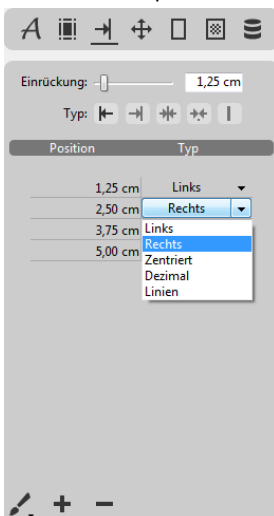 A
Einrückung: 1,25 cm
Typ:
Position Typ
1,25 cm Links
2,50 cm Rechts
3,75 cm Links
5,00 cm Rechts
Zentriert
Dezimal
Linien